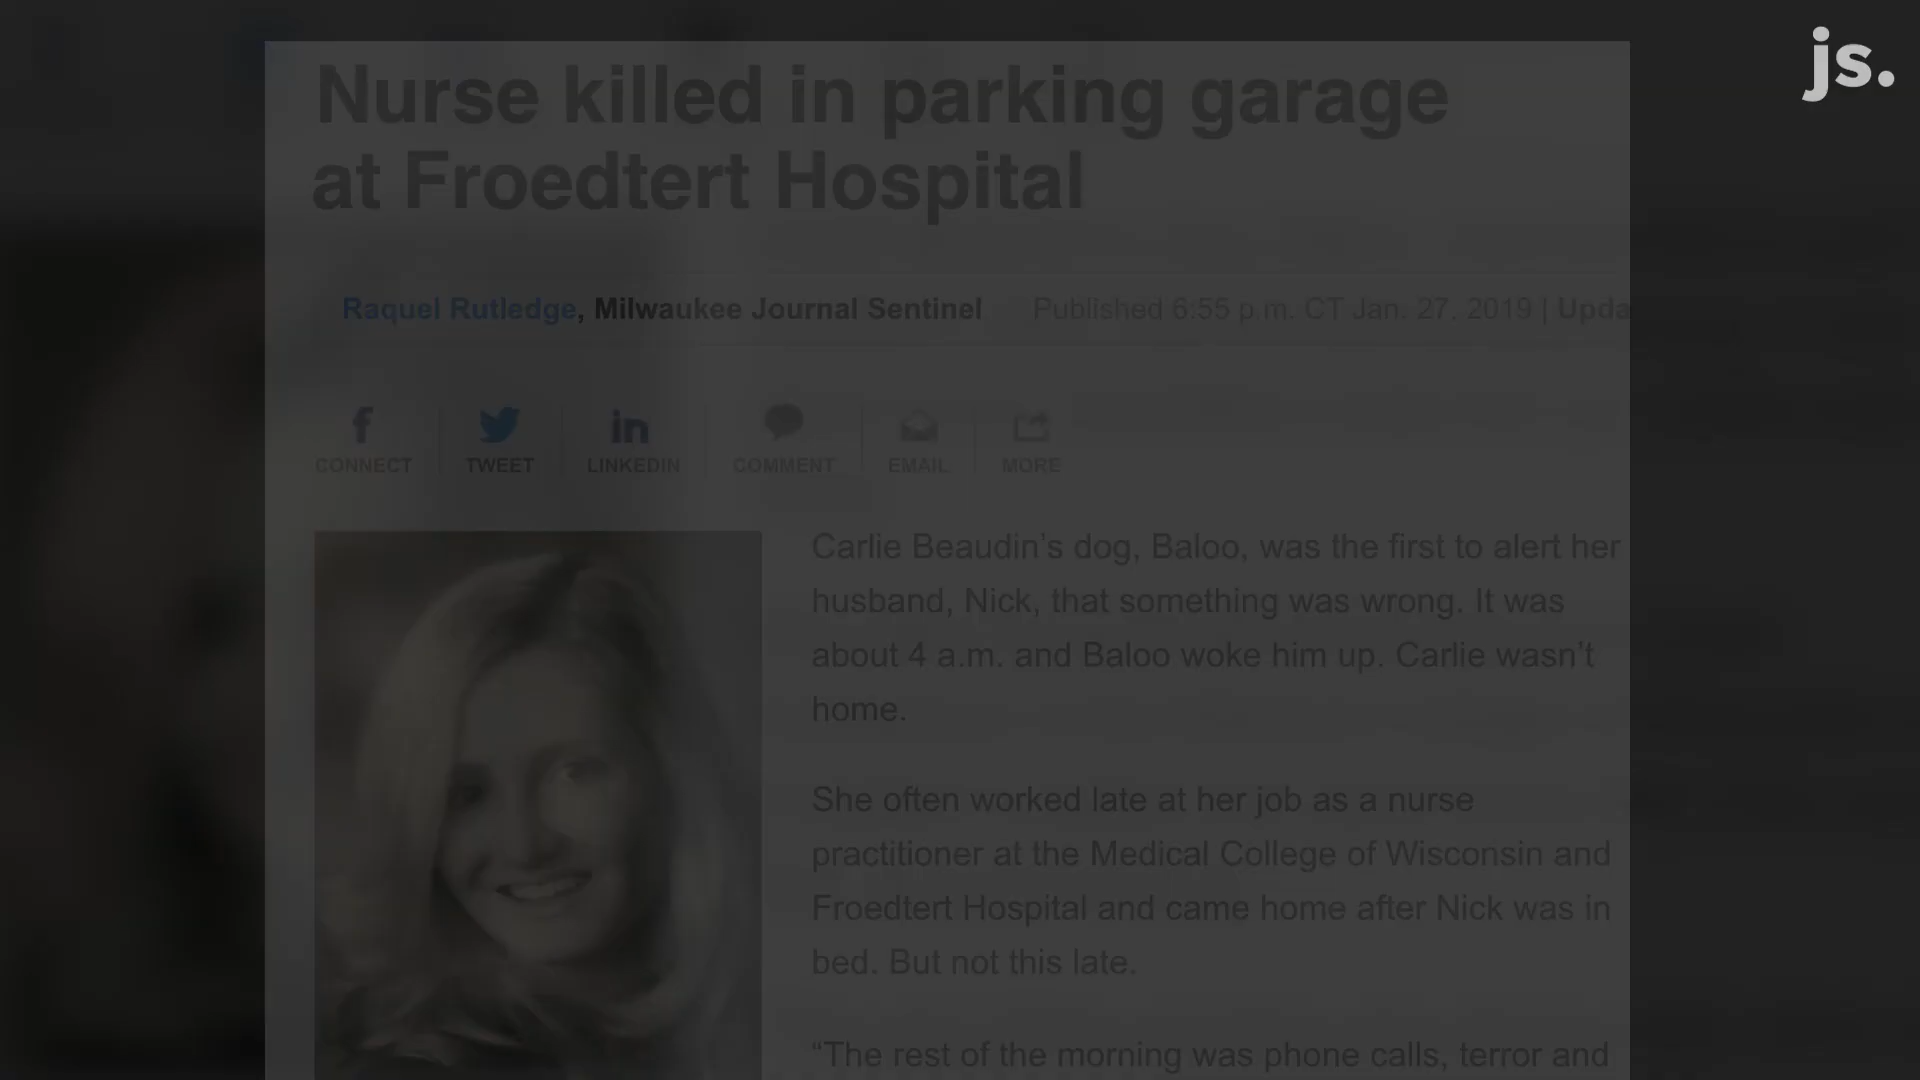 js.
Nurse killed in parking garage
at Froedtert Hospital
Raquel Rutledge, Milwaukee Journal Sentinel Published 6:55 p.m. CT Jan. 27, 2019 | Upda
CONNECT TWEET LINKEDIN COMMENT EMAIL MORE
Carlie Beaudin’s dog, Baloo, was the first to alert her
husband, Nick, that something was wrong. It was
about 4 a.m. and Baloo woke him up. Carlie wasn’t
home.
She often worked late at her job as a nurse
practitioner at the Medical College of Wisconsin and
Froedtert Hospital and came home after Nick was in
bed. But not this late.
“The rest of the morning was phone calls, terror and